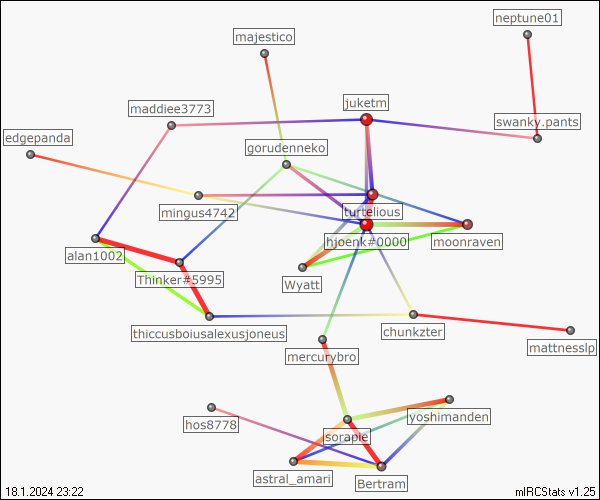 neptune01
majestico
juketm
maddiee3773
swanky.pants
edgepanda
gorudenneko
mingus4742
turtelious
hjoenk#0000
moonraven
alan1002
Thinker#5995
Wyatt
thiccusboiusalexusjoneus
chunkzter
mattnesslp
mercurybro
yoshimanden
hos8778
sorapie
astral_amari
Bertram
18.1.2024 23:22
mIRCStats v1.25